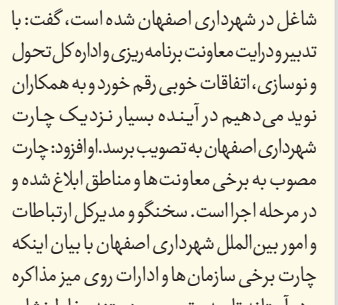 شاغل در شهرداری اصفهان شده است، گفت: با
تدبیر و درایت معاونت برنامه‌ریزی و اداره کل تحول
و نوسازی، اتفاقات خوبی رقم خورد و به همکاران
نوید می‌دهیم در آینده بسیار نزدیک چارت
شهرداری اصفهان به تصویب برسد. او افزود: چارت
مصوب به برخی معاونت‌ها و مناطق ابلاغ شده و
در مرحله اجرا است. سخنگو و مدیرکل ارتباطات
و امور بین‌الملل شهرداری اصفهان با بیان اینکه
چارت برخی سازمان‌ها و ادارات روی میز مذاکره